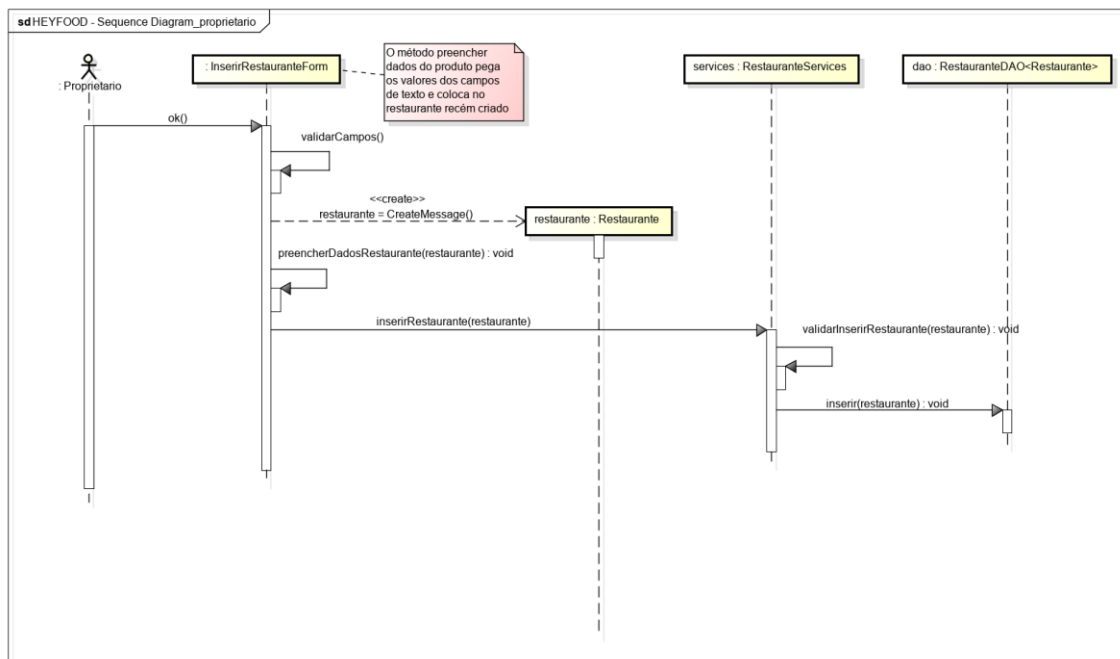 sd HEYFOOD - Sequence Diagram_proprietario
: Proprietario
: InserirRestauranteForm
O método preencher
dados do produto pega
os valores dos campos
de texto e coloca no
restaurante recém criado
services : RestauranteServices
dao : RestauranteDAO<Restaurante>
ok()
validarCampos()
<<create>>
restaurante = CreateMessage()
restaurante : Restaurante
preencherDadosRestaurante(restaurante) : void
inserirRestaurante(restaurante)
validarInserirRestaurante(restaurante) : void
inserir(restaurante) : void